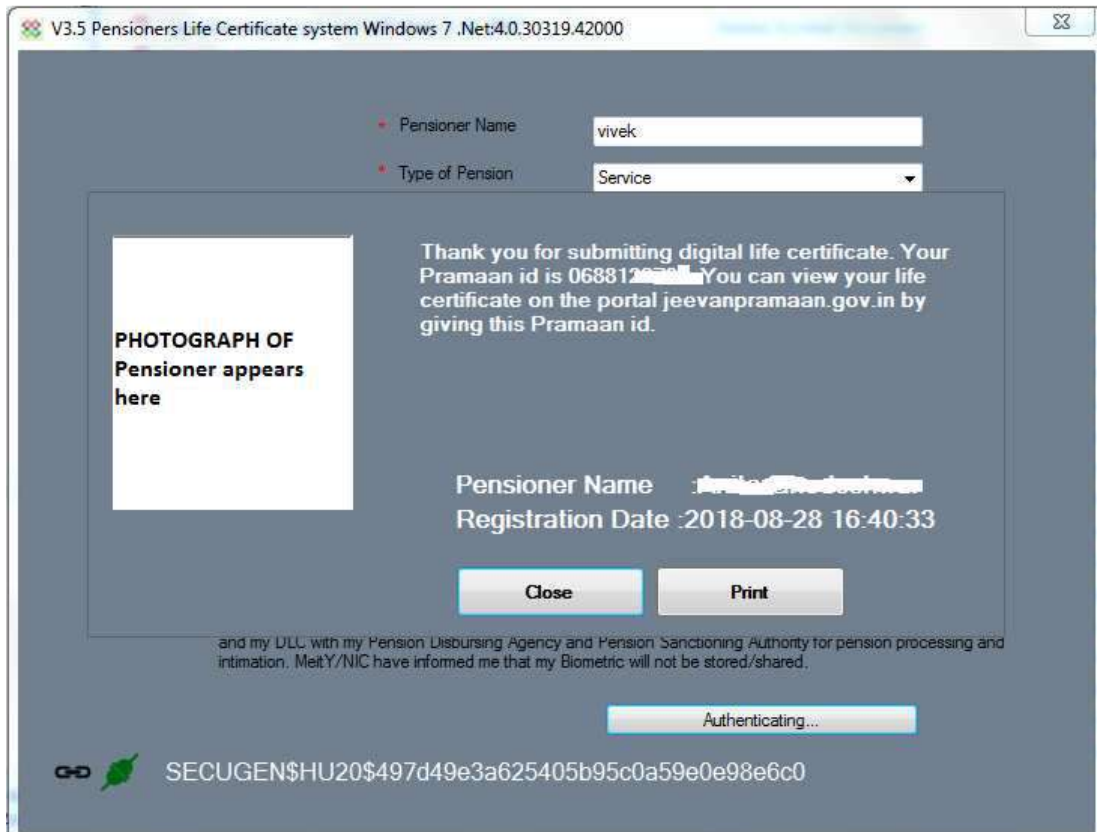 V3.5 Pensioners Life Certificate system Windows 7 .Net:4.0.30319.42000
* Pensioner Name
vivek
* Type of Pension
Service
Thank you for submitting digital life certificate. Your
Pramaan id is You can view your life
certificate on the portal jeevanpramaan.gov.in by
giving this Pramaan id.
PHOTOGRAPH OF
Pensioner appears
here
Pensioner Name :
Registration Date :2018-08-28 16:40:33
Close
Print
and my DLC with my Pension Disbursing Agency and Pension Sanctioning Authority for pension processing and
intimation. MeitY/NIC have informed me that my Biometric will not be stored/shared.
Authenticating...
SECUGEN$HU20$497d49e3a625405b95c0a59e0e98e6c0